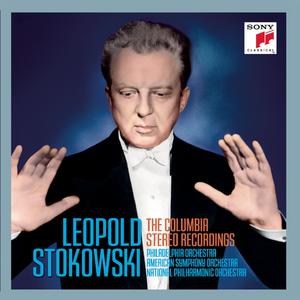 SONY
CLASSICAL
LEOPOLD
STOKOWSKI
THE COLUMBIA
STEREO RECORDINGS
PHILADELPHIA ORCHESTRA
AMERICAN SYMPHONY ORCHESTRA
NATIONAL PHILHARMONIC ORCHESTRA